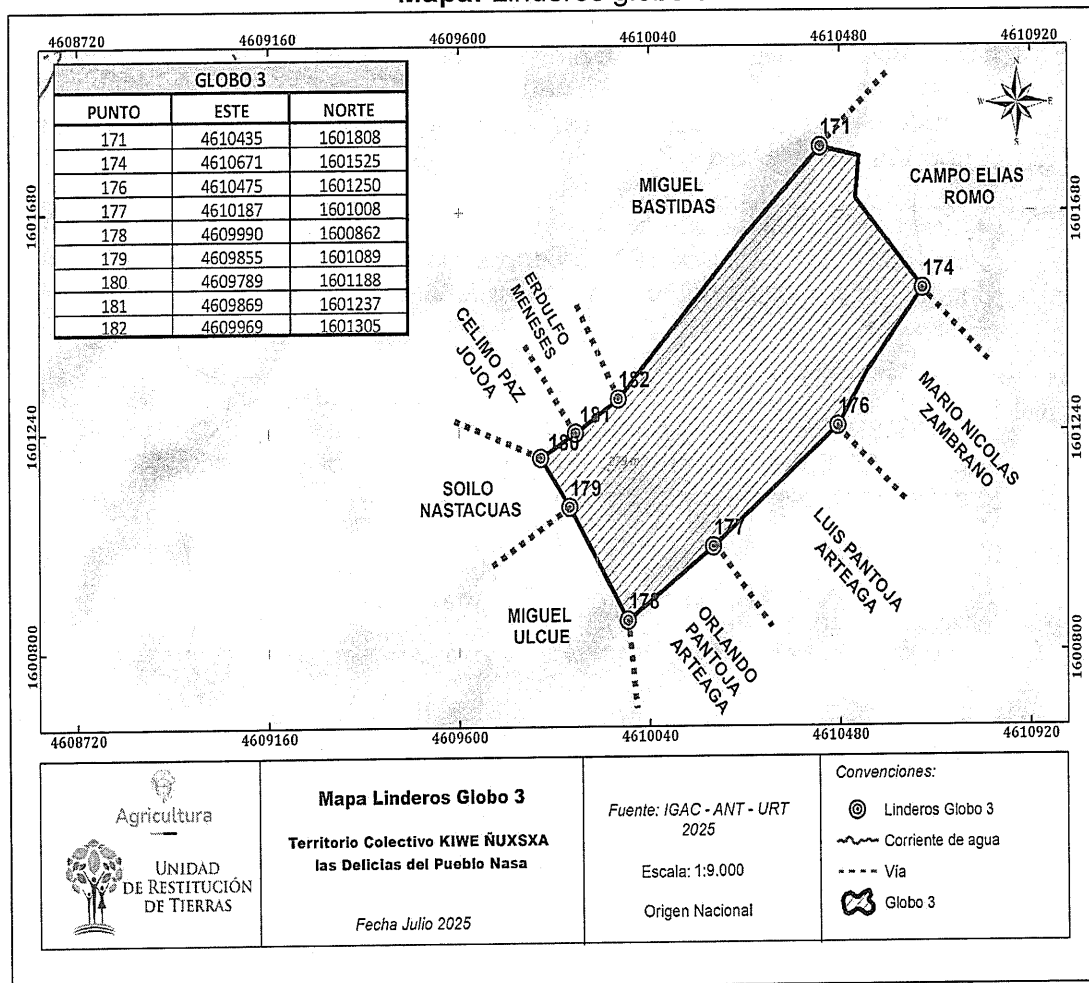 Mapa: Linderos globo
4608720 4609160 4609600 4610040 4610480 4610920
GLOBO 3
PUNTO ESTE NORTE
171 4610435 1601808
174 4610671 1601525
176 4610475 1601250
177 4610187 1601008
178 4609990 1600862
179 4609855 1601089
180 4609789 1601188
181 4609869 1601237
182 4609969 1601305
N
W E
S
171
CAMPO ELIAS
ROMO
MIGUEL
BASTIDAS
1601680
1601680
174
ERDULFO
MENESES
CELIMO PAZ
JOJOA
182
181
180
176
MARIO NICOLAS
ZAMBRANO
1601240
1601240
SOILO
NASTACUAS
179
177
LUIS PANTOJA
ARTEAGA
MIGUEL
ULCUE
178
ORLANDO
PANTOJA
ARTEAGA
1600800
1600800
4608720 4609160 4609600 4610040 4610480 4610920
Agricultura
UNIDAD
DE RESTITUCIÓN
DE TIERRAS
Mapa Linderos Globo 3
Territorio Colectivo KIWE ÑUXSXA
las Delicias del Pueblo Nasa
Fecha Julio 2025
Fuente: IGAC - ANT - URT
2025
Escala: 1:9.000
Origen Nacional
Convenciones:
Linderos Globo 3
Corriente de agua
Vía
Globo 3